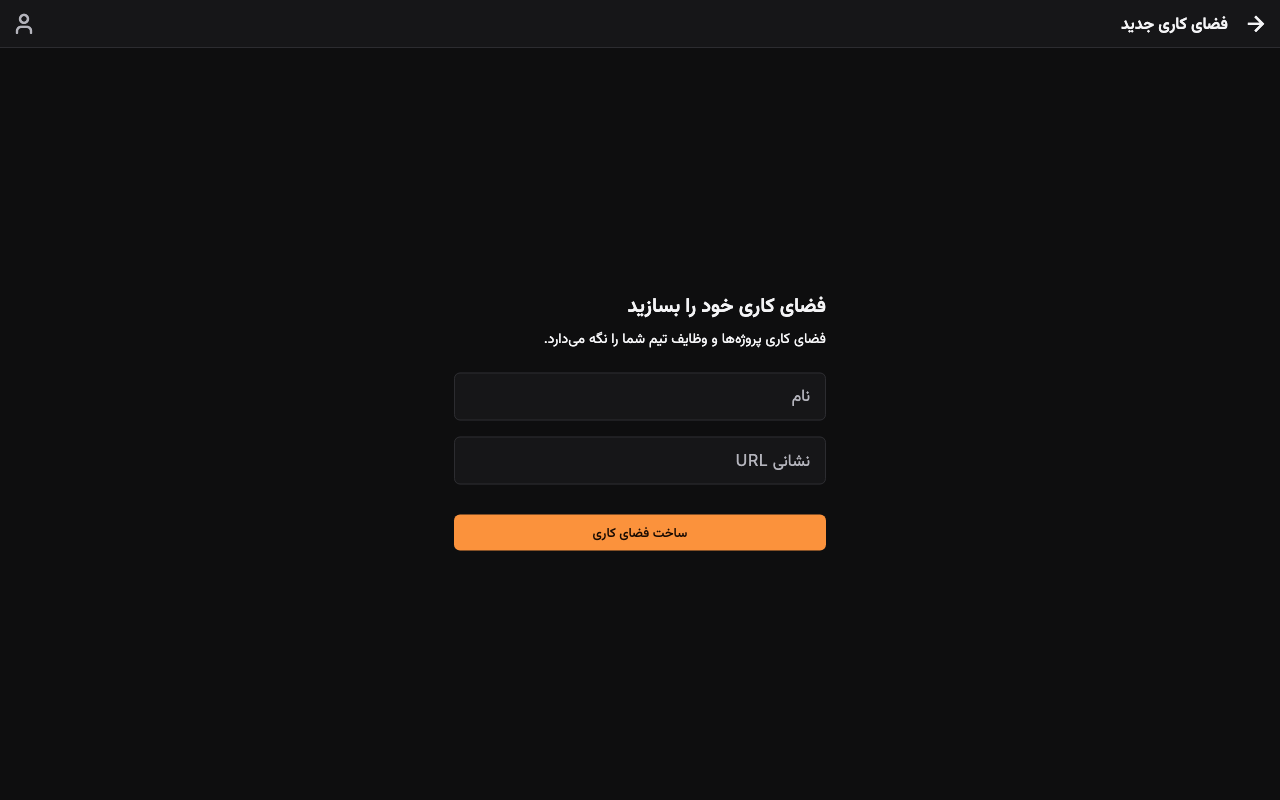 فضای کاری جدید
فضای کاری خود را بسازید
فضای کاری پروژه‌ها و وظایف تیم شما را نگه می‌دارد.
نام
نشانی URL
ساخت فضای کاری